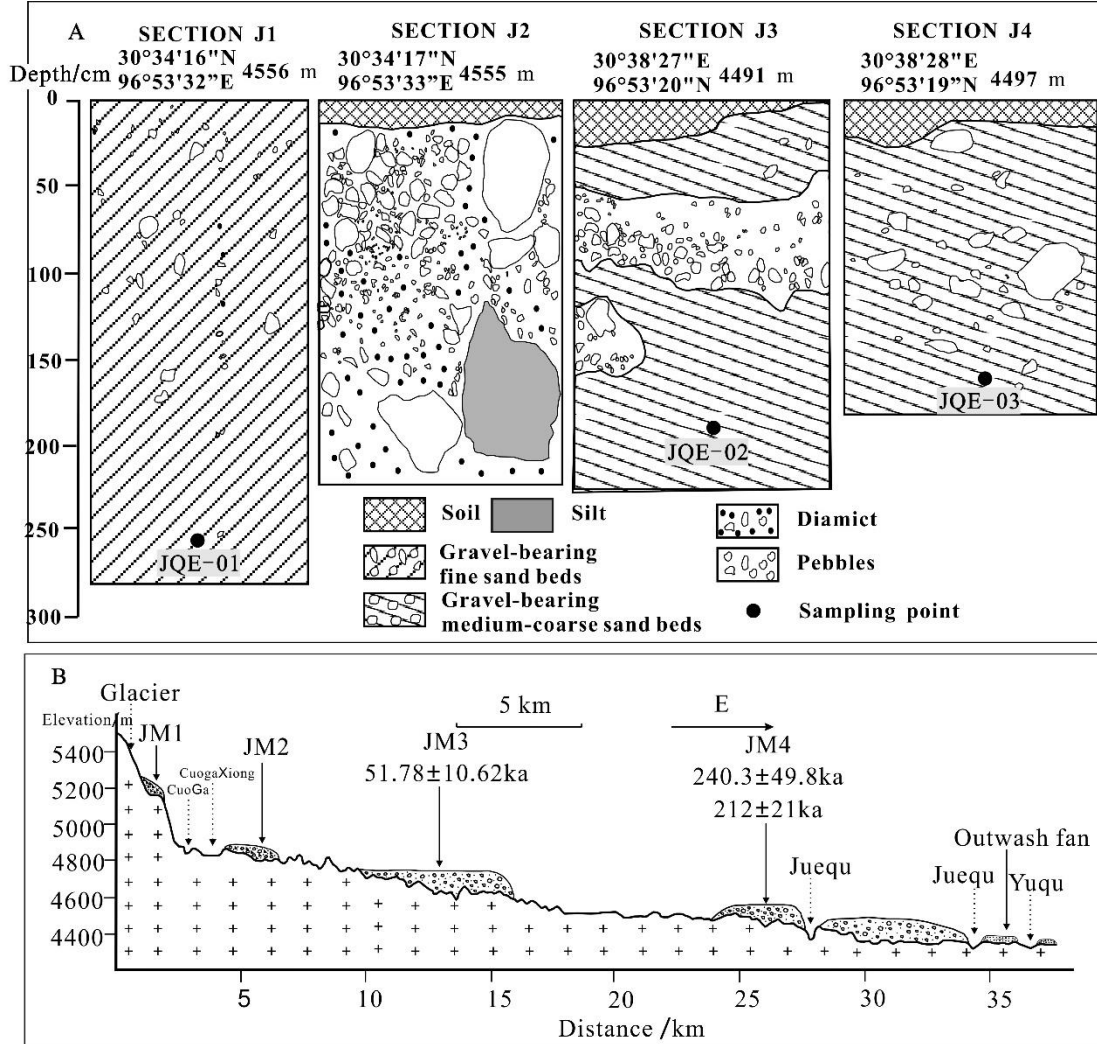 A
SECTION J1
30°34'16"N
96°53'32"E 4556 m
SECTION J2
30°34'17"N
96°53'33"E 4555 m
SECTION J3
30°38'27"E
96°53'20"N 4491 m
SECTION J4
30°38'28"E
96°53'19"N 4497 m
Depth/cm
0
50
100
150
200
250
300
JQE-01
JQE-02
JQE-03
Soil
Silt
Gravel-bearing
fine sand beds
Gravel-bearing
medium-coarse sand beds
Diamict
Pebbles
Sampling point
B
Glacier
Elevation/m
JM1
CuoGa
CuogaXiong
JM2
5 km
E
JM3
51.78±10.62ka
JM4
240.3±49.8ka
212±21ka
Juequ
Outwash fan
Juequ
Yuqu
5400
5200
5000
4800
4600
4400
5
10
15
20
25
30
35
Distance /km